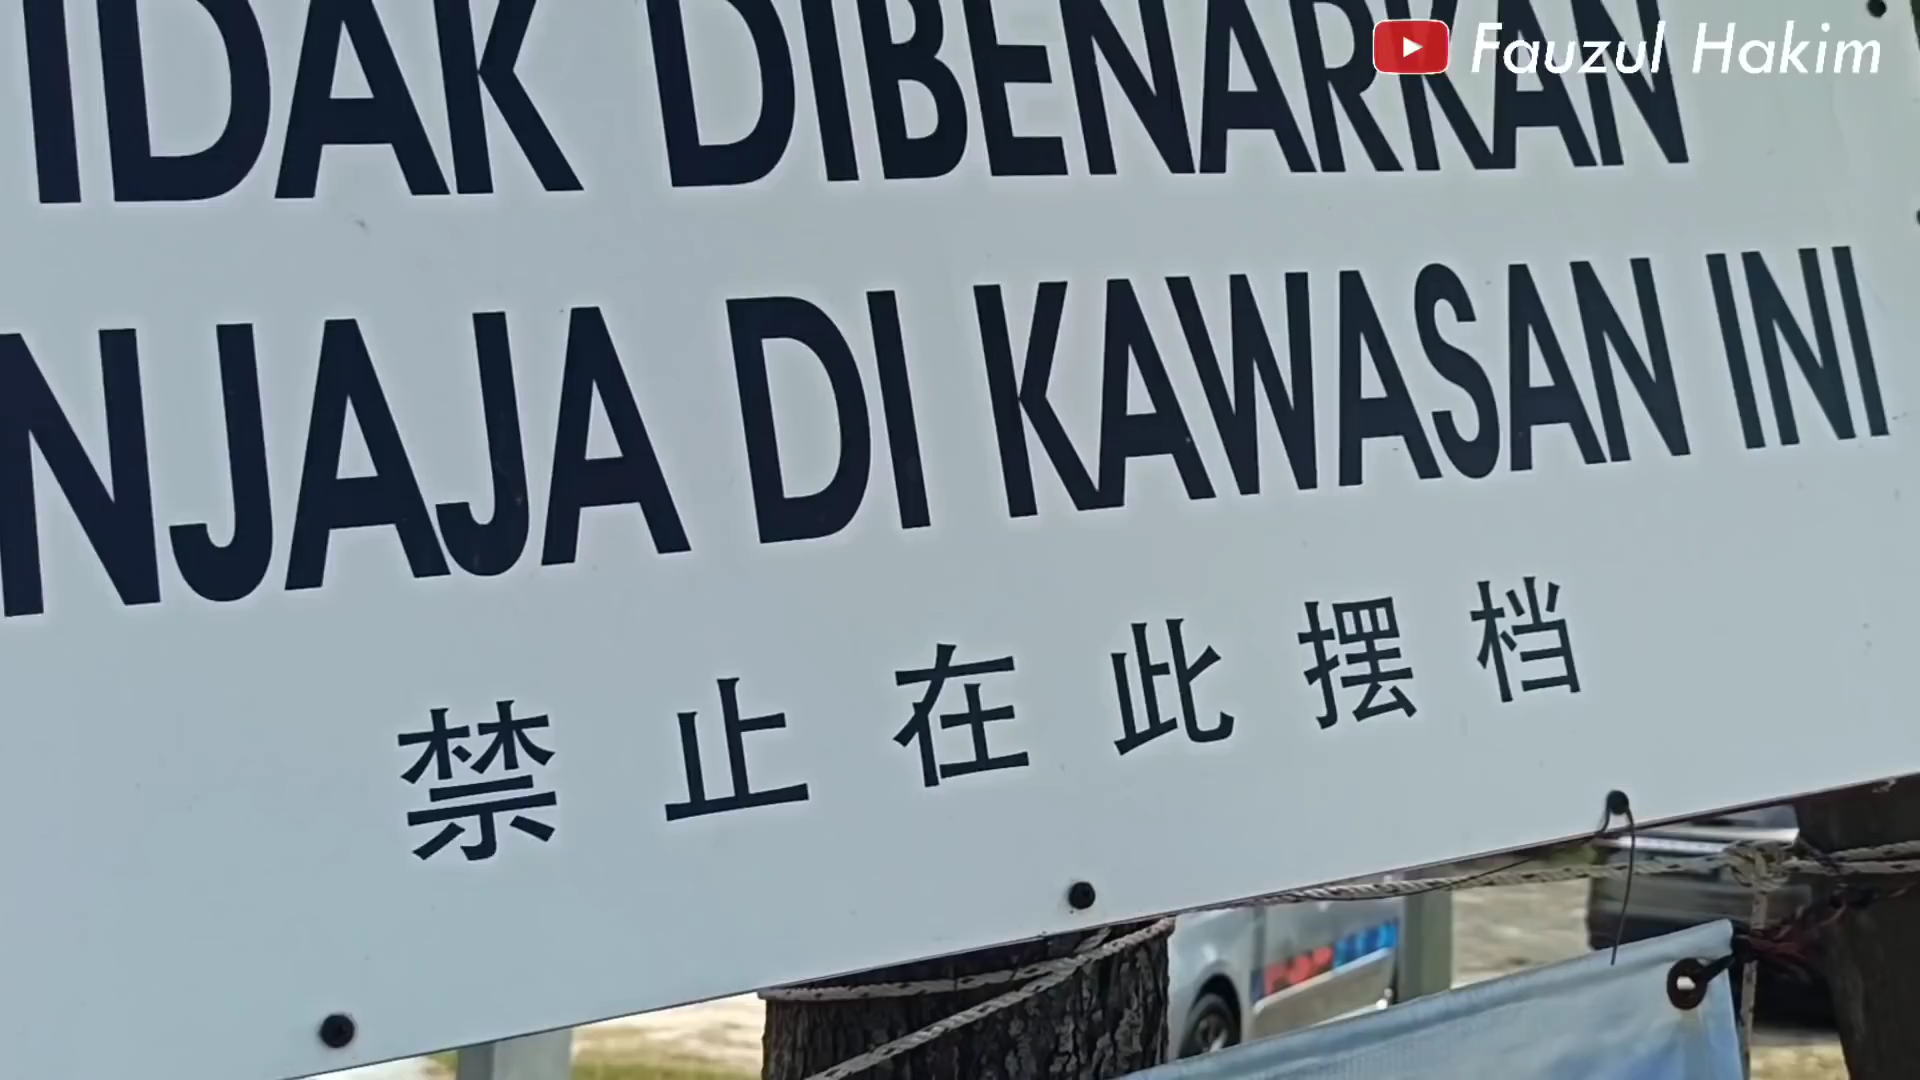 Fauzul Hakim
IDAK DIBENARKAN
NJAJA DI KAWASAN INI
禁止在此摆档